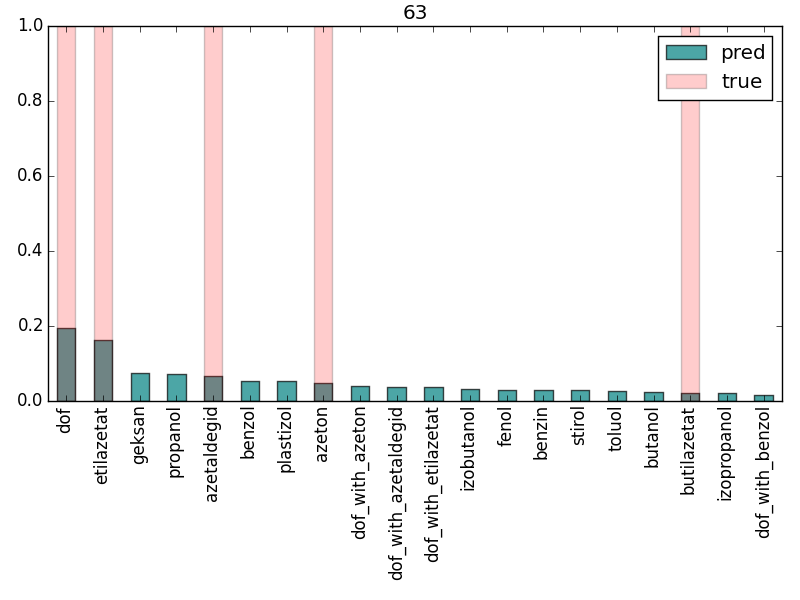 63
1.0
0.8
0.6
0.4
0.2
0.0
pred
true
dof
etilazetat
geksan
propanol
azetaldegid
benzol
plastizol
azeton
dof_with_azeton
dof_with_azetaldegid
dof_with_etilazetat
izobutanol
fenol
benzin
stirol
toluol
butanol
butilazetat
izopropanol
dof_with_benzol